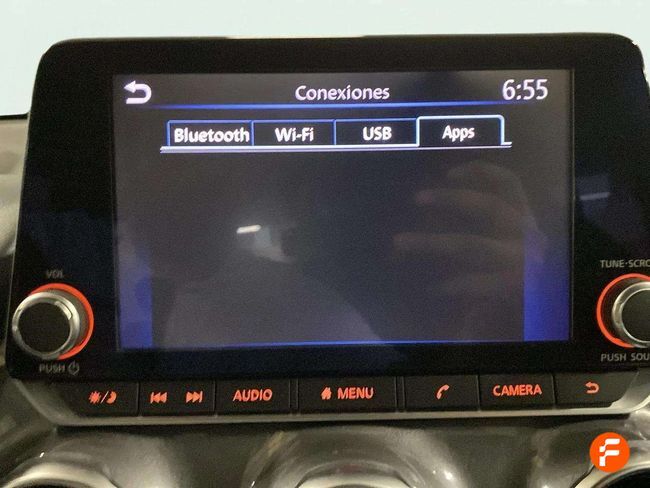 Conexiones 6:55
Bluetooth Wi-Fi USB Apps
VOL
TUNE·SCRO
PUSH
PUSH SOU
AUDIO MENU CAMERA